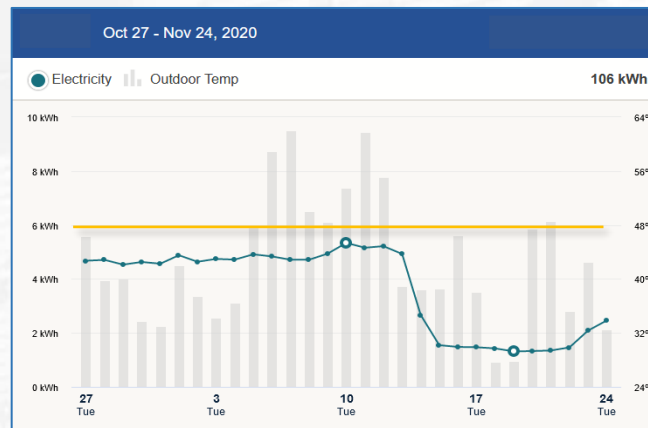 Oct 27 - Nov 24, 2020
Electricity Outdoor Temp 106 kWh
10 kWh 64°
8 kWh 56°
6 kWh 48°
4 kWh 40°
2 kWh 32°
0 kWh 24°
27 3 10 17 24
Tue Tue Tue Tue Tue